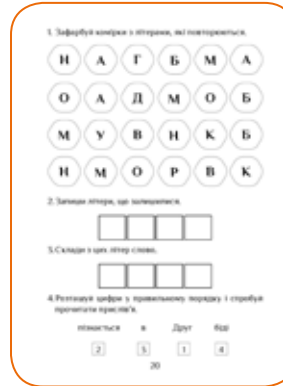 1. Зафарбуй комірки з літерами, які повторюються.
Н А Г Б М А
О А Д М О Б
М У В Н К Б
Н М О Р В К
2. Запиши літери, що залишилися.
3. Склади з цих літер слово.
4. Розташуй цифри у правильному порядку і спробуй
прочитати прислів'я.
пізнається в Друг біді
2 5 1 4
20